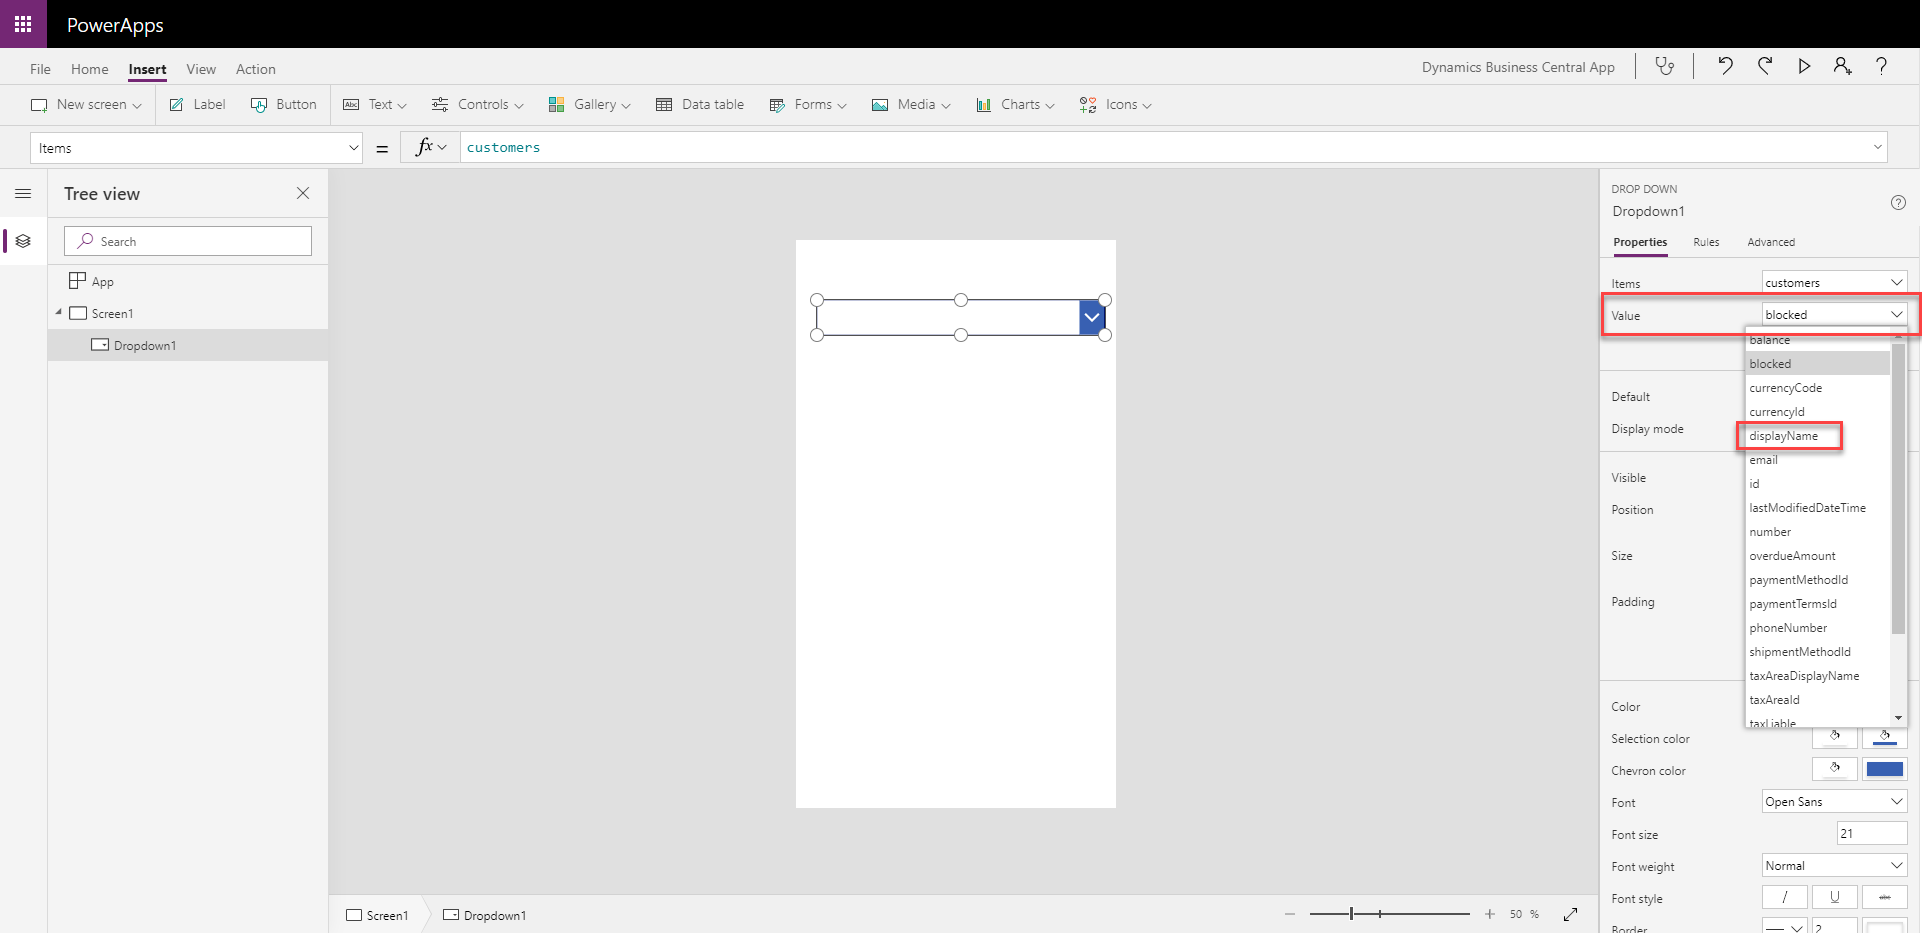 PowerApps
File Home Insert View Action Dynamics Business Central App
New screen Label Button Text Controls Gallery Data table Forms Media Charts Icons
Items = fx customers
Tree view
Search
App
Screen1
Dropdown1
DROP DOWN
Dropdown1
Properties Rules Advanced
Items customers
Value blocked
balance
blocked
currencyCode
currencyId
displayName
email
id
lastModifiedDateTime
number
overdueAmount
paymentMethodId
paymentTermsId
phoneNumber
shipmentMethodId
taxAreaDisplayName
taxAreaId
taxLiable
Default
Display mode
Visible
Position
Size
Padding
Color
Selection color
Chevron color
Font Open Sans
Font size 21
Font weight Normal
Font style / U abc
Border 2
Screen1 Dropdown1 50 %